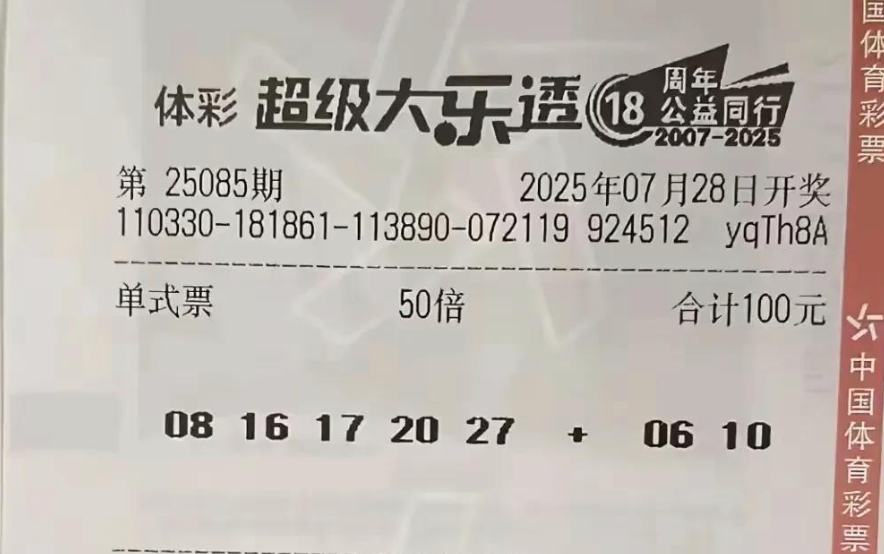 体彩 超级大乐透 18 周年 公益同行 2007-2025
第 25085期 2025年07月28日开奖
110330-181861-113890-072119 924512 yqTh8A
单式票 50倍 合计100元
08 16 17 20 27 + 06 10
国体育彩票
中国体育彩票